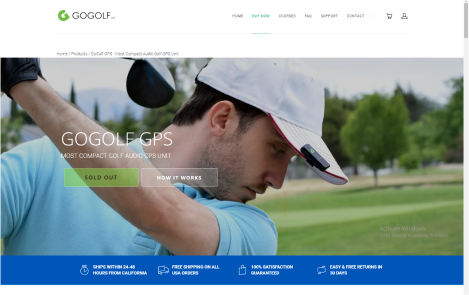 GOGOLF
HOME BUY NOW COURSES FAQ SUPPORT CONTACT
Home / Products / GoGolf GPS - Most Compact Audio Golf GPS Unit
GOGOLF GPS
MOST COMPACT GOLF AUDIO GPS UNIT
SOLD OUT HOW IT WORKS
SHIPS WITHIN 24-48
HOURS FROM CALIFORNIA
FREE SHIPPING ON ALL
USA ORDERS
100% SATISFACTION
GUARANTEED
EASY & FREE RETURNS IN
30 DAYS